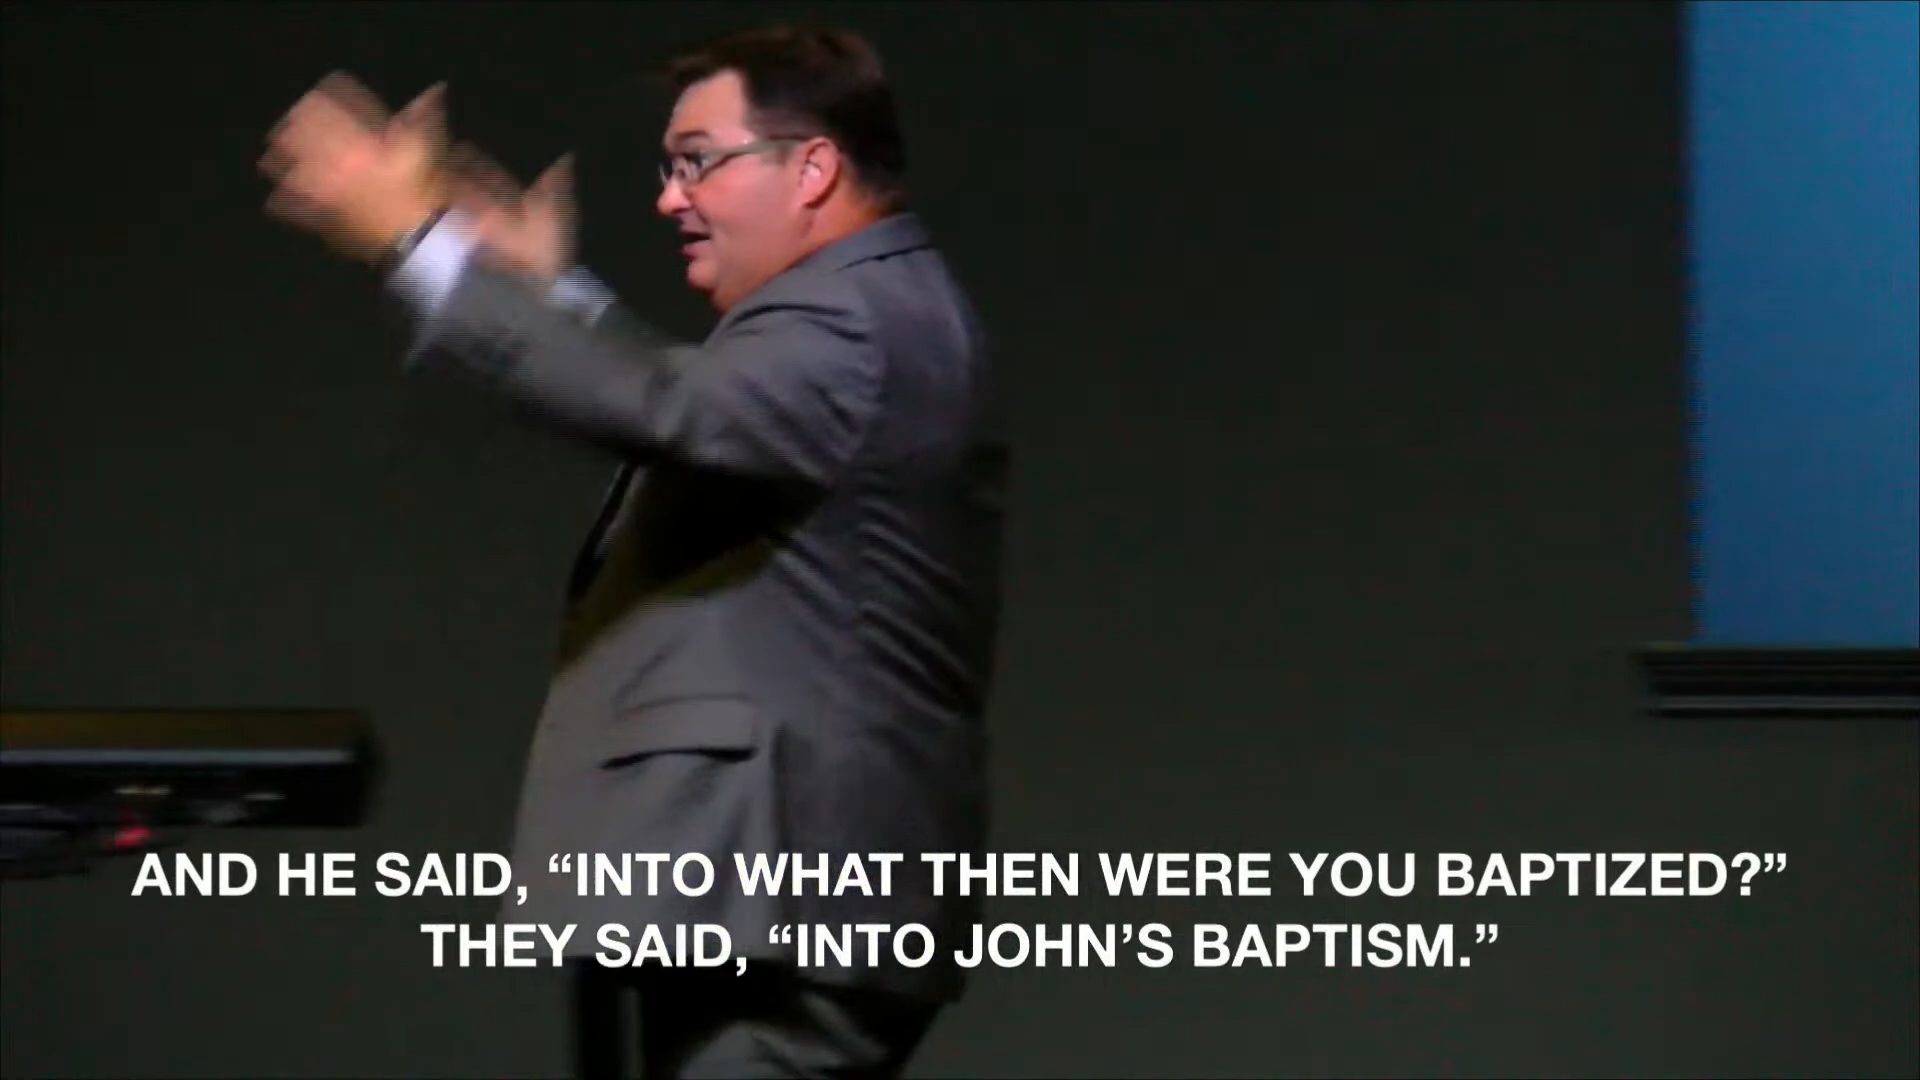 AND HE SAID, “INTO WHAT THEN WERE YOU BAPTIZED?”
THEY SAID, “INTO JOHN’S BAPTISM.”